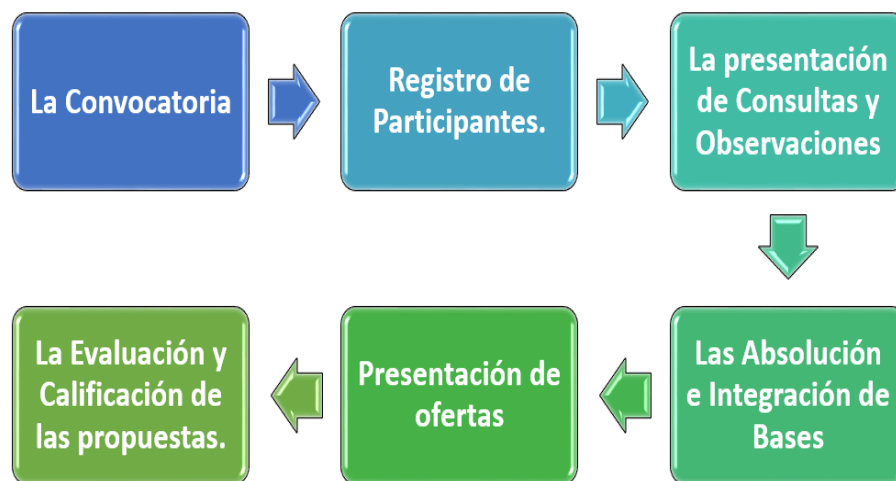 La Convocatoria
Registro de
Participantes.
La presentación
de Consultas y
Observaciones
Las Absolución
e Integración de
Bases
Presentación de
ofertas
La Evaluación y
Calificación de
las propuestas.